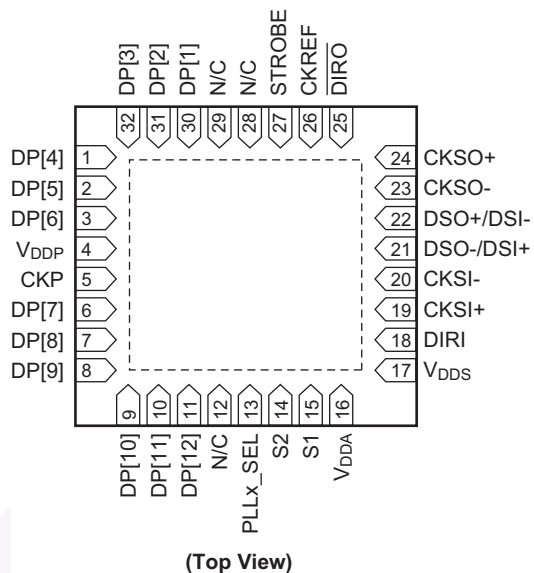 DP[3]
DP[2]
DP[1]
N/C
N/C
STROBE
CKREF
DIRO
32
31
30
29
28
27
26
25
DP[4] 1
DP[5] 2
DP[6] 3
VDDP 4
CKP 5
DP[7] 6
DP[8] 7
DP[9] 8
24 CKSO+
23 CKSO-
22 DSO+/DSI-
21 DSO-/DSI+
20 CKSI-
19 CKSI+
18 DIRI
17 VDDS
9
10
11
12
13
14
15
16
DP[10]
DP[11]
DP[12]
N/C
PLLx_SEL
S2
S1
VDDA
(Top View)